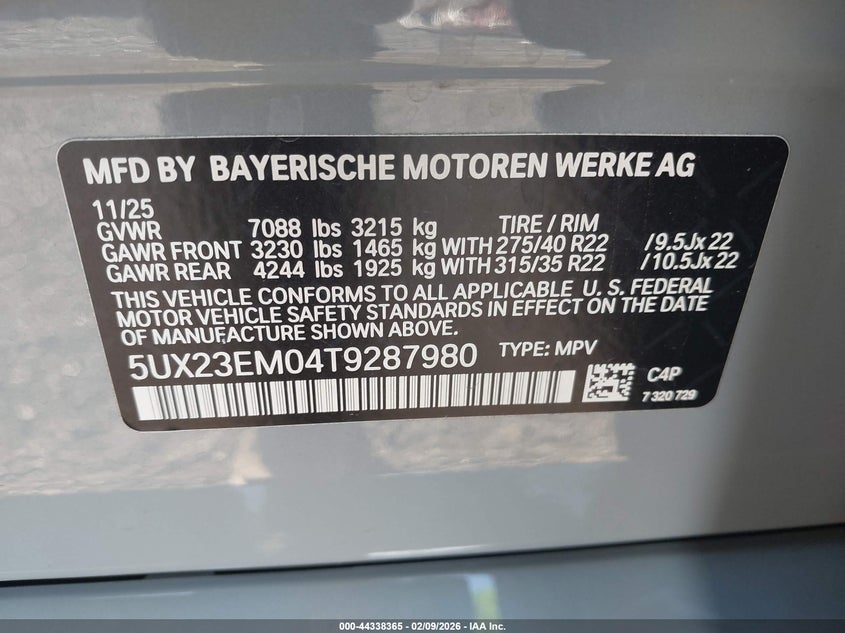 MFD BY BAYERISCHE MOTOREN WERKE AG
11/25
GVWR 7088 lbs 3215 kg TIRE / RIM
GAWR FRONT 3230 lbs 1465 kg WITH 275/40 R22 /9.5Jx22
GAWR REAR 4244 lbs 1925 kg WITH 315/35 R22 /10.5Jx22
THIS VEHICLE CONFORMS TO ALL APPLICABLE U. S. FEDERAL
MOTOR VEHICLE SAFETY STANDARDS IN EFFECT ON THE DATE
OF MANUFACTURE SHOWN ABOVE.
5UX23EM04T9287980 TYPE: MPV
C4P
7 320 729
000-44338365 - 02/09/2026 - IAA Inc.